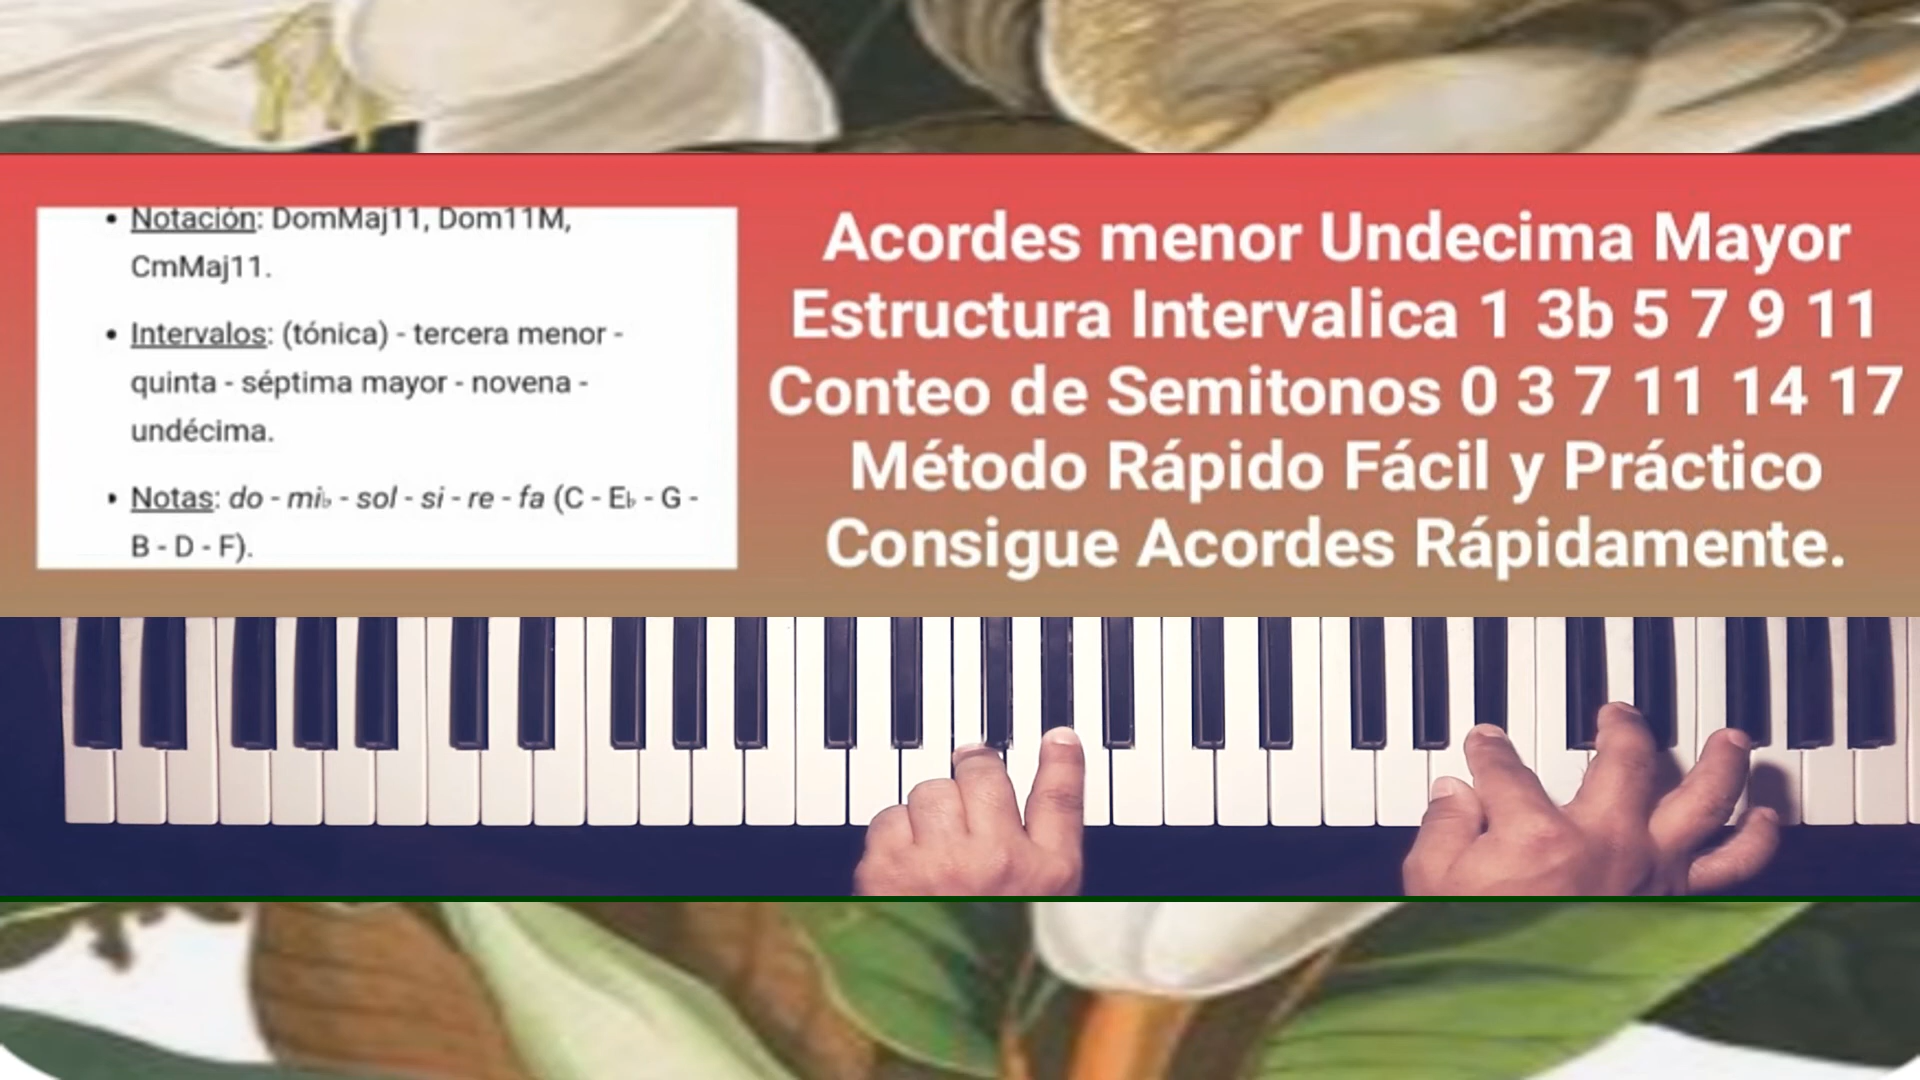 • Notación: DomMaj11, Dom11M,
CmMaj11.
• Intervalos: (tónica) - tercera menor -
quinta - séptima mayor - novena -
undécima.
• Notas: do - mi♭ - sol - si - re - fa (C - E♭ - G -
B - D - F).
Acordes menor Undecima Mayor
Estructura Intervalica 1 3b 5 7 9 11
Conteo de Semitonos 0 3 7 11 14 17
Método Rápido Fácil y Práctico
Consigue Acordes Rápidamente.